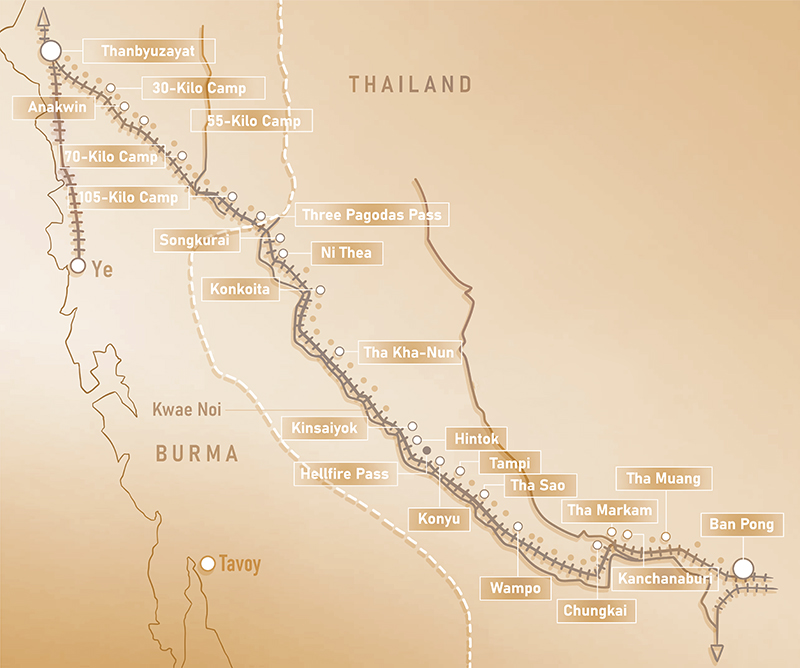 Thanbyuzayat
THAILAND
30-Kilo Camp
Anakwin
55-Kilo Camp
70-Kilo Camp
105-Kilo Camp
Three Pagodas Pass
Songkurai
Ni Thea
Ye
Konkoita
Tha Kha-Nun
Kwae Noi
Kinsaiyok
Hintok
BURMA
Tampi
Hellfire Pass
Tha Sao
Tha Muang
Konyu
Tha Markam
Ban Pong
Tavoy
Kanchanaburi
Wampo
Chungkai